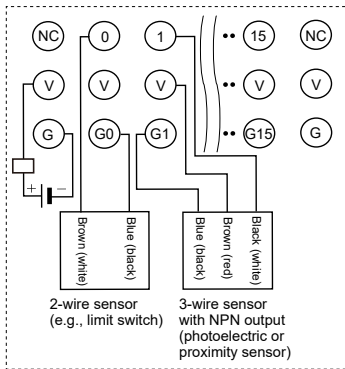 NC 0 1 •• 15 NC
V V V •• V V
G G0 G1 •• G15 G
+ −
Brown (white)
Blue (black)
Blue (black)
Brown (red)
Black (white)
2-wire sensor
(e.g., limit switch)
3-wire sensor
with NPN output
(photoelectric or
proximity sensor)